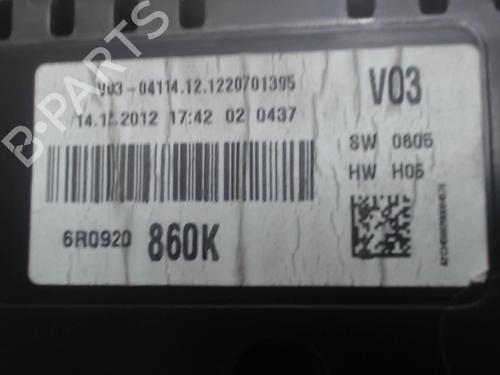 V03-04114.12.1220701395
V03
14.12.2012 17:42 02 0437
SW 0605
HW H05
6R0920 860K
B-PARTS